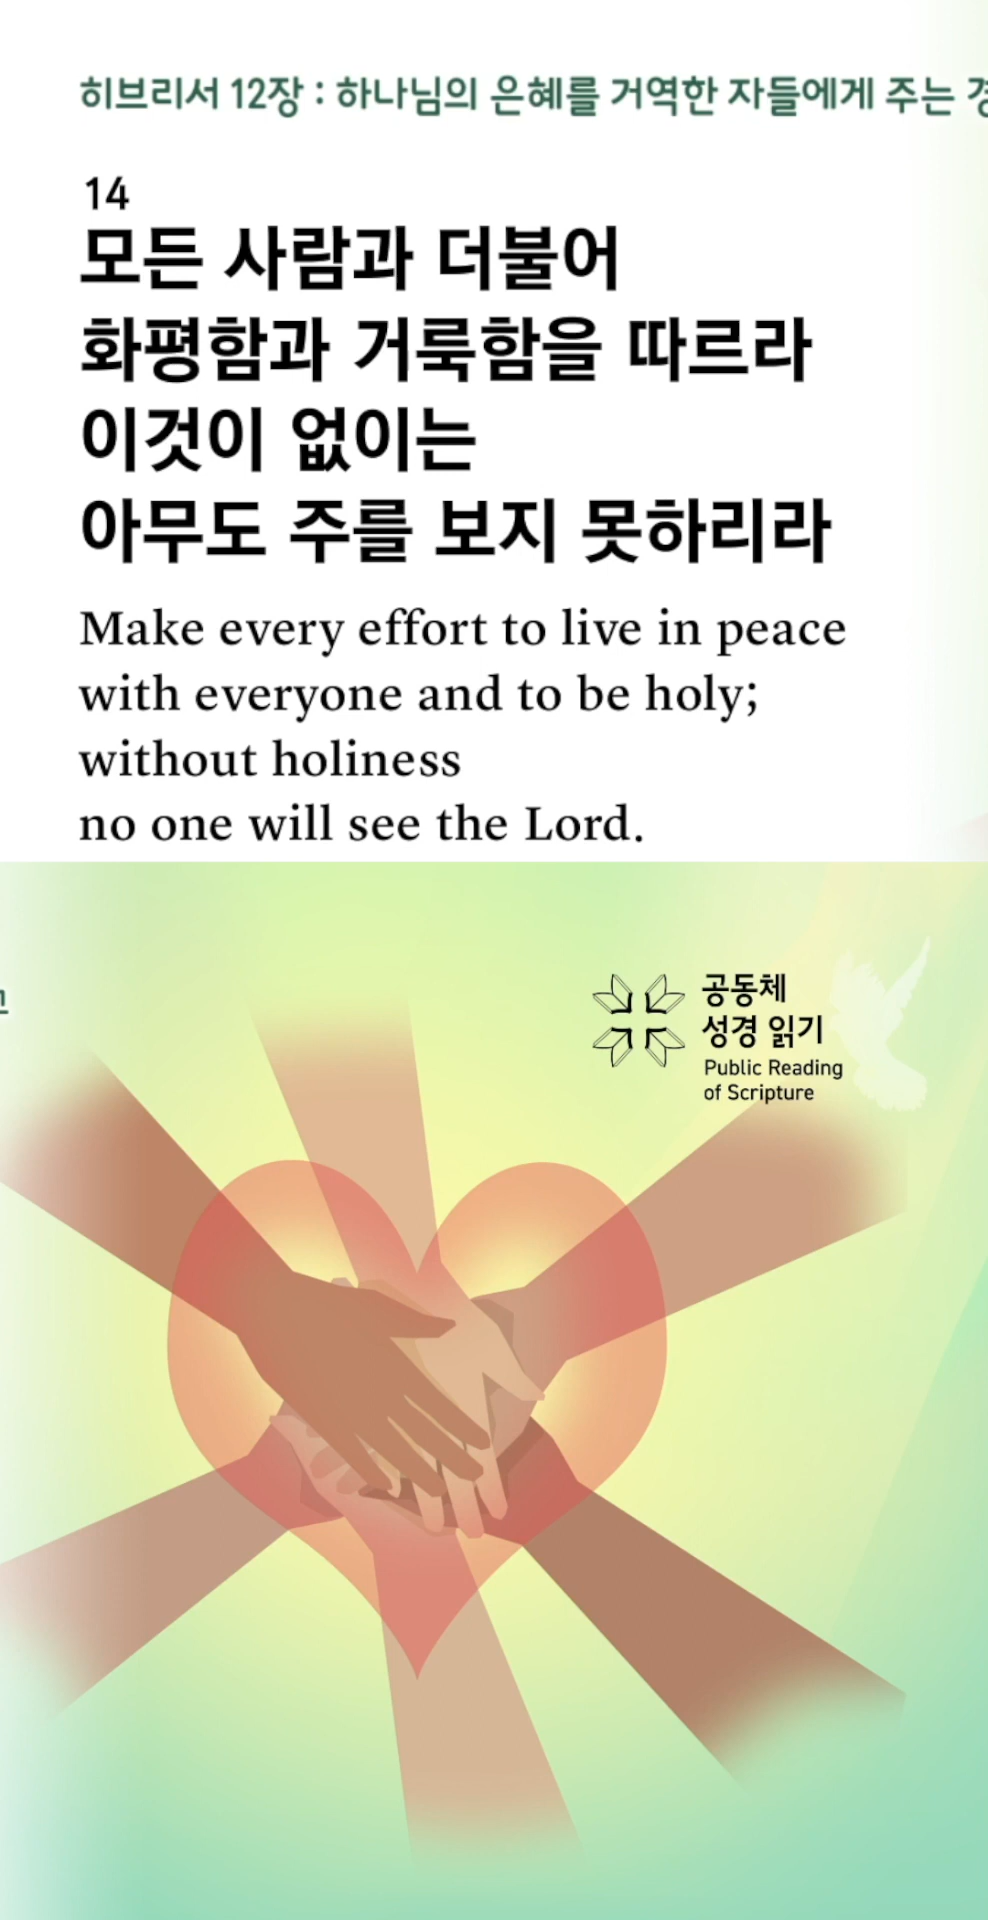 히브리서 12장 : 하나님의 은혜를 거역한 자들에게 주는
14
모든 사람과 더불어
화평함과 거룩함을 따르라
이것이 없이는
아무도 주를 보지 못하리라
Make every effort to live in peace
with everyone and to be holy;
without holiness
no one will see the Lord.
공동체
성경 읽기
Public Reading
of Scripture